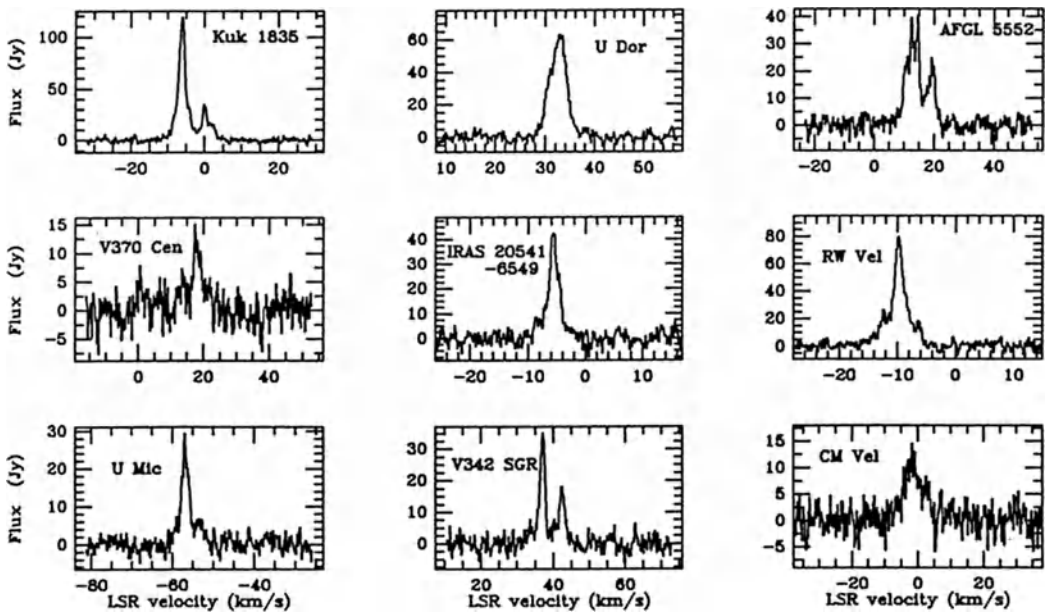 Kuk 1835
U Dor
AFGL 5552
Flux (Jy)
100
50
0
-20 0 20
60
40
20
0
10 20 30 40 50
40
30
20
10
0
-20 0 20 40
V370 Cen
IRAS 20541
-6549
RW Vel
Flux (Jy)
15
10
5
0
-5
0 20 40
40
30
20
10
0
-20 -10 0 10
80
60
40
20
0
-20 -10 0 10
U Mic
V342 SGR
CM Vel
Flux (Jy)
30
20
10
0
-80 -60 -40
LSR velocity (km/s)
30
20
10
0
20 40 60
LSR velocity (km/s)
15
10
5
0
-5
-20 0 20
LSR velocity (km/s)